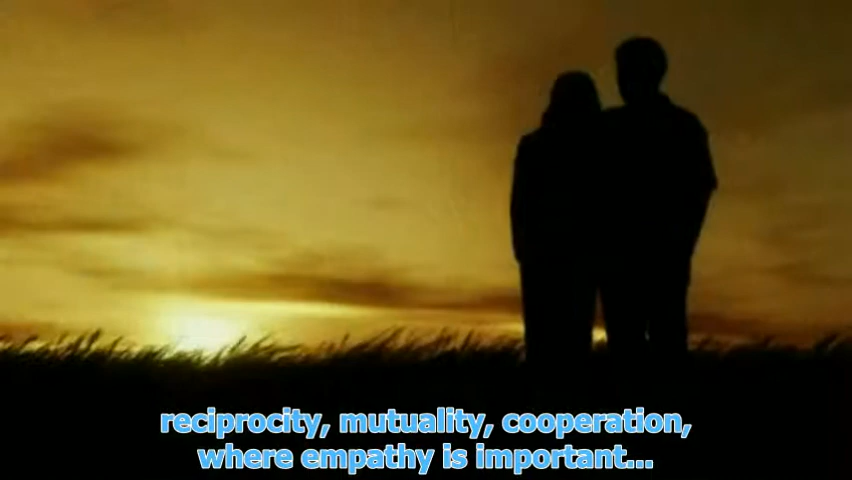 reciprocity, mutuality, cooperation,
where empathy is important...